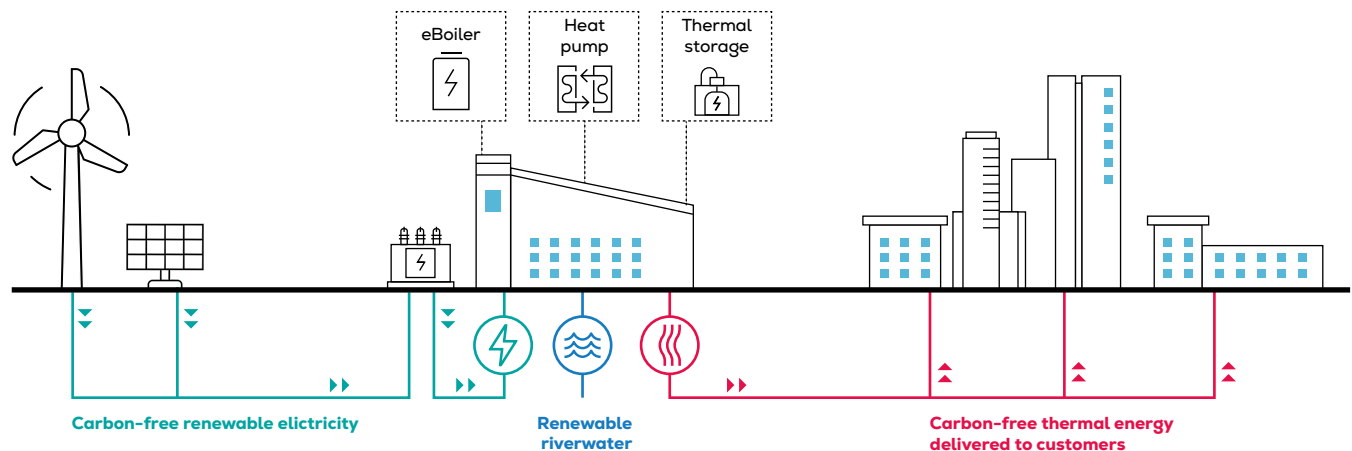 eBoiler
Heat
pump
Thermal
storage
Carbon-free renewable elictricity
Renewable
riverwater
Carbon-free thermal energy
delivered to customers